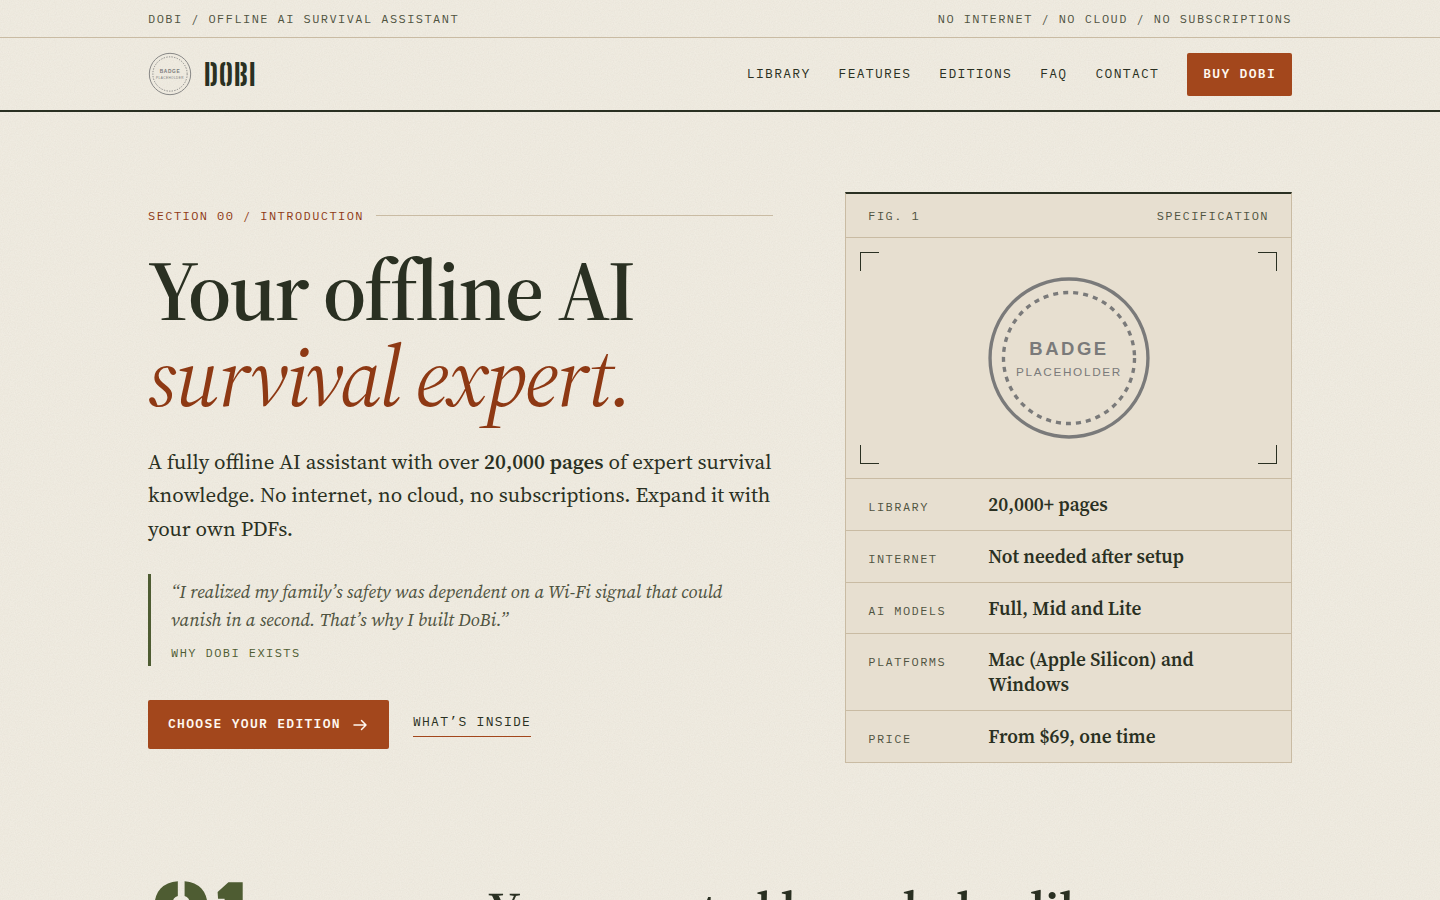 DOBI / OFFLINE AI SURVIVAL ASSISTANT
NO INTERNET / NO CLOUD / NO SUBSCRIPTIONS
BADGE
PLACEHOLDER
DOBI
LIBRARY
FEATURES
EDITIONS
FAQ
CONTACT
BUY DOBI
SECTION 00 / INTRODUCTION
Your offline AI
survival expert.
A fully offline AI assistant with over 20,000 pages of expert survival
knowledge. No internet, no cloud, no subscriptions. Expand it with
your own PDFs.
“I realized my family’s safety was dependent on a Wi-Fi signal that could
vanish in a second. That’s why I built DoBi.”
WHY DOBI EXISTS
CHOOSE YOUR EDITION →
WHAT’S INSIDE
FIG. 1
SPECIFICATION
BADGE
PLACEHOLDER
LIBRARY
20,000+ pages
INTERNET
Not needed after setup
AI MODELS
Full, Mid and Lite
PLATFORMS
Mac (Apple Silicon) and
Windows
PRICE
From $69, one time
01